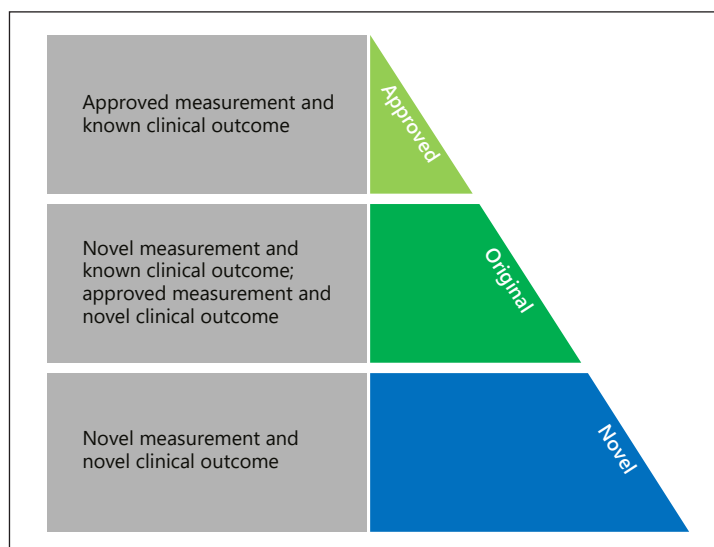 Approved measurement and
known clinical outcome
Approved
Novel measurement and
known clinical outcome;
approved measurement and
novel clinical outcome
Original
Novel measurement and
novel clinical outcome
Novel